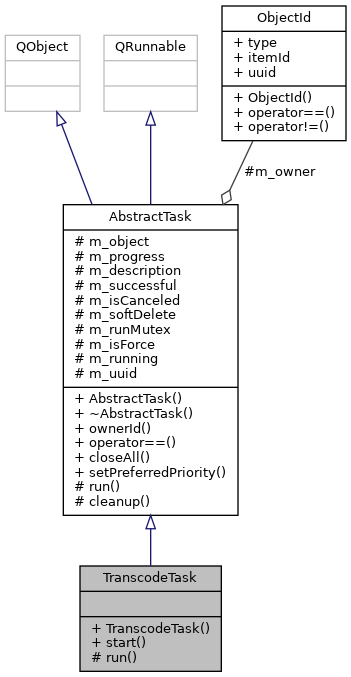 ObjectId
+ type
+ itemId
+ uuid
+ ObjectId()
+ operator==()
+ operator!=()
QObject
QRunnable
#m_owner
AbstractTask
# m_object
# m_progress
# m_description
# m_successful
# m_isCanceled
# m_softDelete
# m_runMutex
# m_isForce
# m_running
# m_uuid
+ AbstractTask()
+ ~AbstractTask()
+ ownerId()
+ operator==()
+ closeAll()
+ setPreferredPriority()
# run()
# cleanup()
TranscodeTask
+ TranscodeTask()
+ start()
# run()